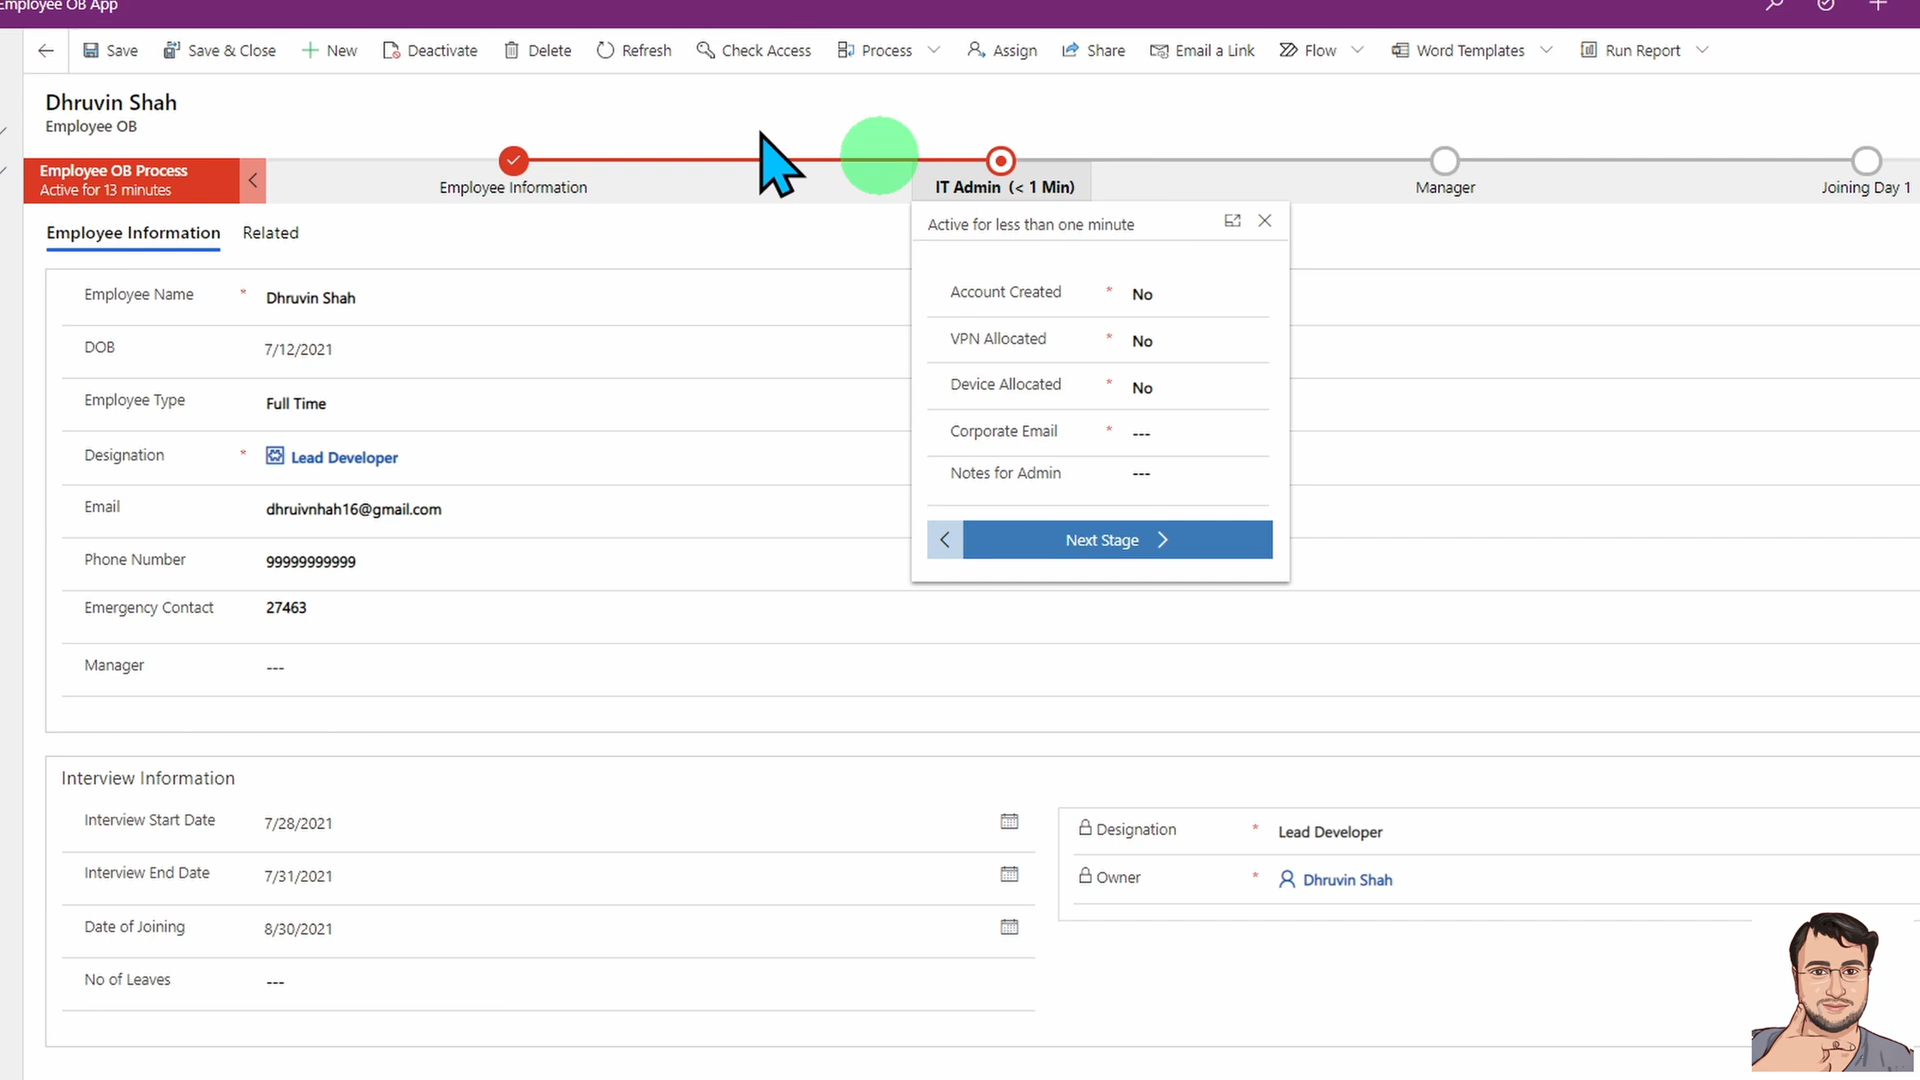 Employee OB App
Save Save & Close New Deactivate Delete Refresh Check Access Process Assign Share Email a Link Flow Word Templates Run Report
Dhruvin Shah
Employee OB
Employee OB Process
Active for 13 minutes
Employee Information
IT Admin (< 1 Min)
Manager
Joining Day 1
Active for less than one minute
Account Created * No
VPN Allocated * No
Device Allocated * No
Corporate Email * ---
Notes for Admin ---
Next Stage
Employee Information Related
Employee Name * Dhruvin Shah
DOB 7/12/2021
Employee Type Full Time
Designation * Lead Developer
Email dhruivnhah16@gmail.com
Phone Number 99999999999
Emergency Contact 27463
Manager ---
Interview Information
Interview Start Date 7/28/2021
Interview End Date 7/31/2021
Date of Joining 8/30/2021
No of Leaves ---
Designation * Lead Developer
Owner * Dhruvin Shah